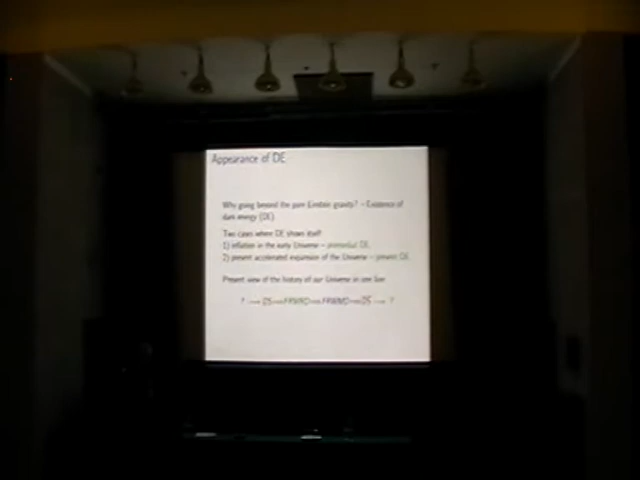 Appearance of DE
Why going beyond the pure Einstein gravity? – Existence of
dark energy (DE).
Two cases where DE shows itself:
1) inflation in the early Universe – primordial DE,
2) present accelerated expansion of the Universe – present DE.
Present view of the history of our Universe in one line:
? ⟶ DS⟹FRWRD⟹FRWMD⟹DS ⟶ ?